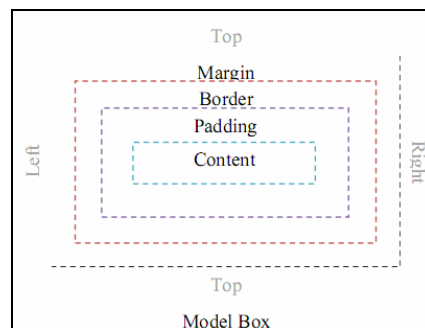 Top
Margin
Border
Padding
Content
Left
Right
Top
Model Box